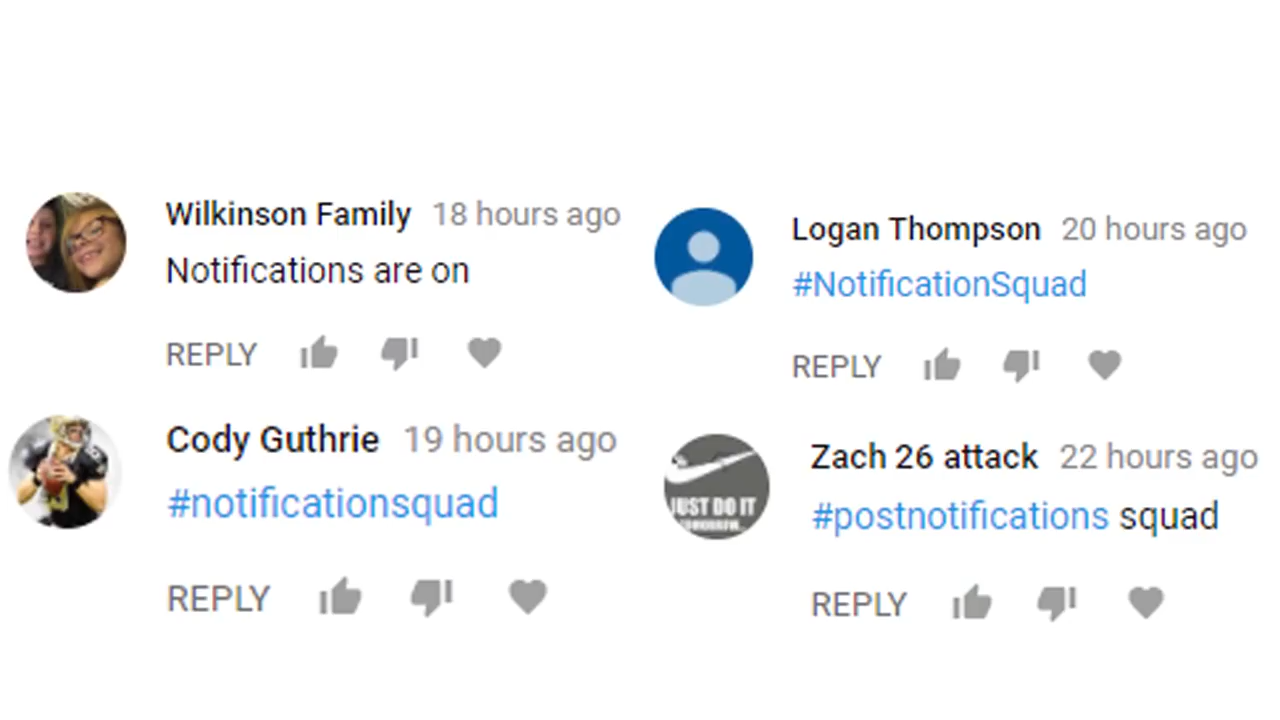 Wilkinson Family 18 hours ago
Notifications are on
REPLY
Cody Guthrie 19 hours ago
#notificationsquad
REPLY
Logan Thompson 20 hours ago
#NotificationSquad
REPLY
Zach 26 attack 22 hours ago
#postnotifications squad
REPLY
JUST DO IT